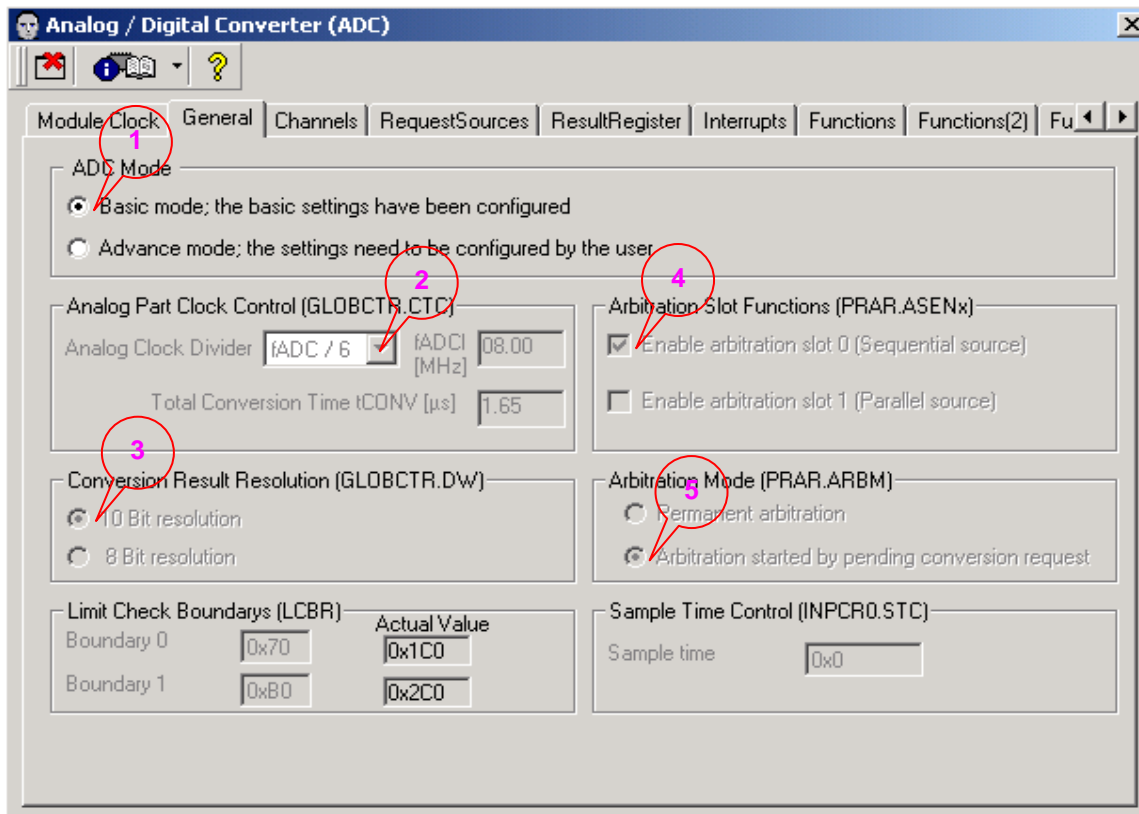 Analog / Digital Converter (ADC)
Module Clock General Channels RequestSources ResultRegister Interrupts Functions Functions(2) Fu
1
ADC Mode
Basic mode; the basic settings have been configured
Advance mode; the settings need to be configured by the user
2
Analog Part Clock Control (GLOBCTR.CTC)
Analog Clock Divider fADC / 6 fADCI [MHz] 08.00
Total Conversion Time tCONV [µs] 1.65
4
Arbitration Slot Functions (PRAR.ASENx)
Enable arbitration slot 0 (Sequential source)
Enable arbitration slot 1 (Parallel source)
3
Conversion Result Resolution (GLOBCTR.DW)
10 Bit resolution
8 Bit resolution
Arbitration Mode (PRAR.ARBM)
5
Permanent arbitration
Arbitration started by pending conversion request
Limit Check Boundarys (LCBR)
Actual Value
Boundary 0 0x70 0x1C0
Boundary 1 0xB0 0x2C0
Sample Time Control (INPCR0.STC)
Sample time 0x0